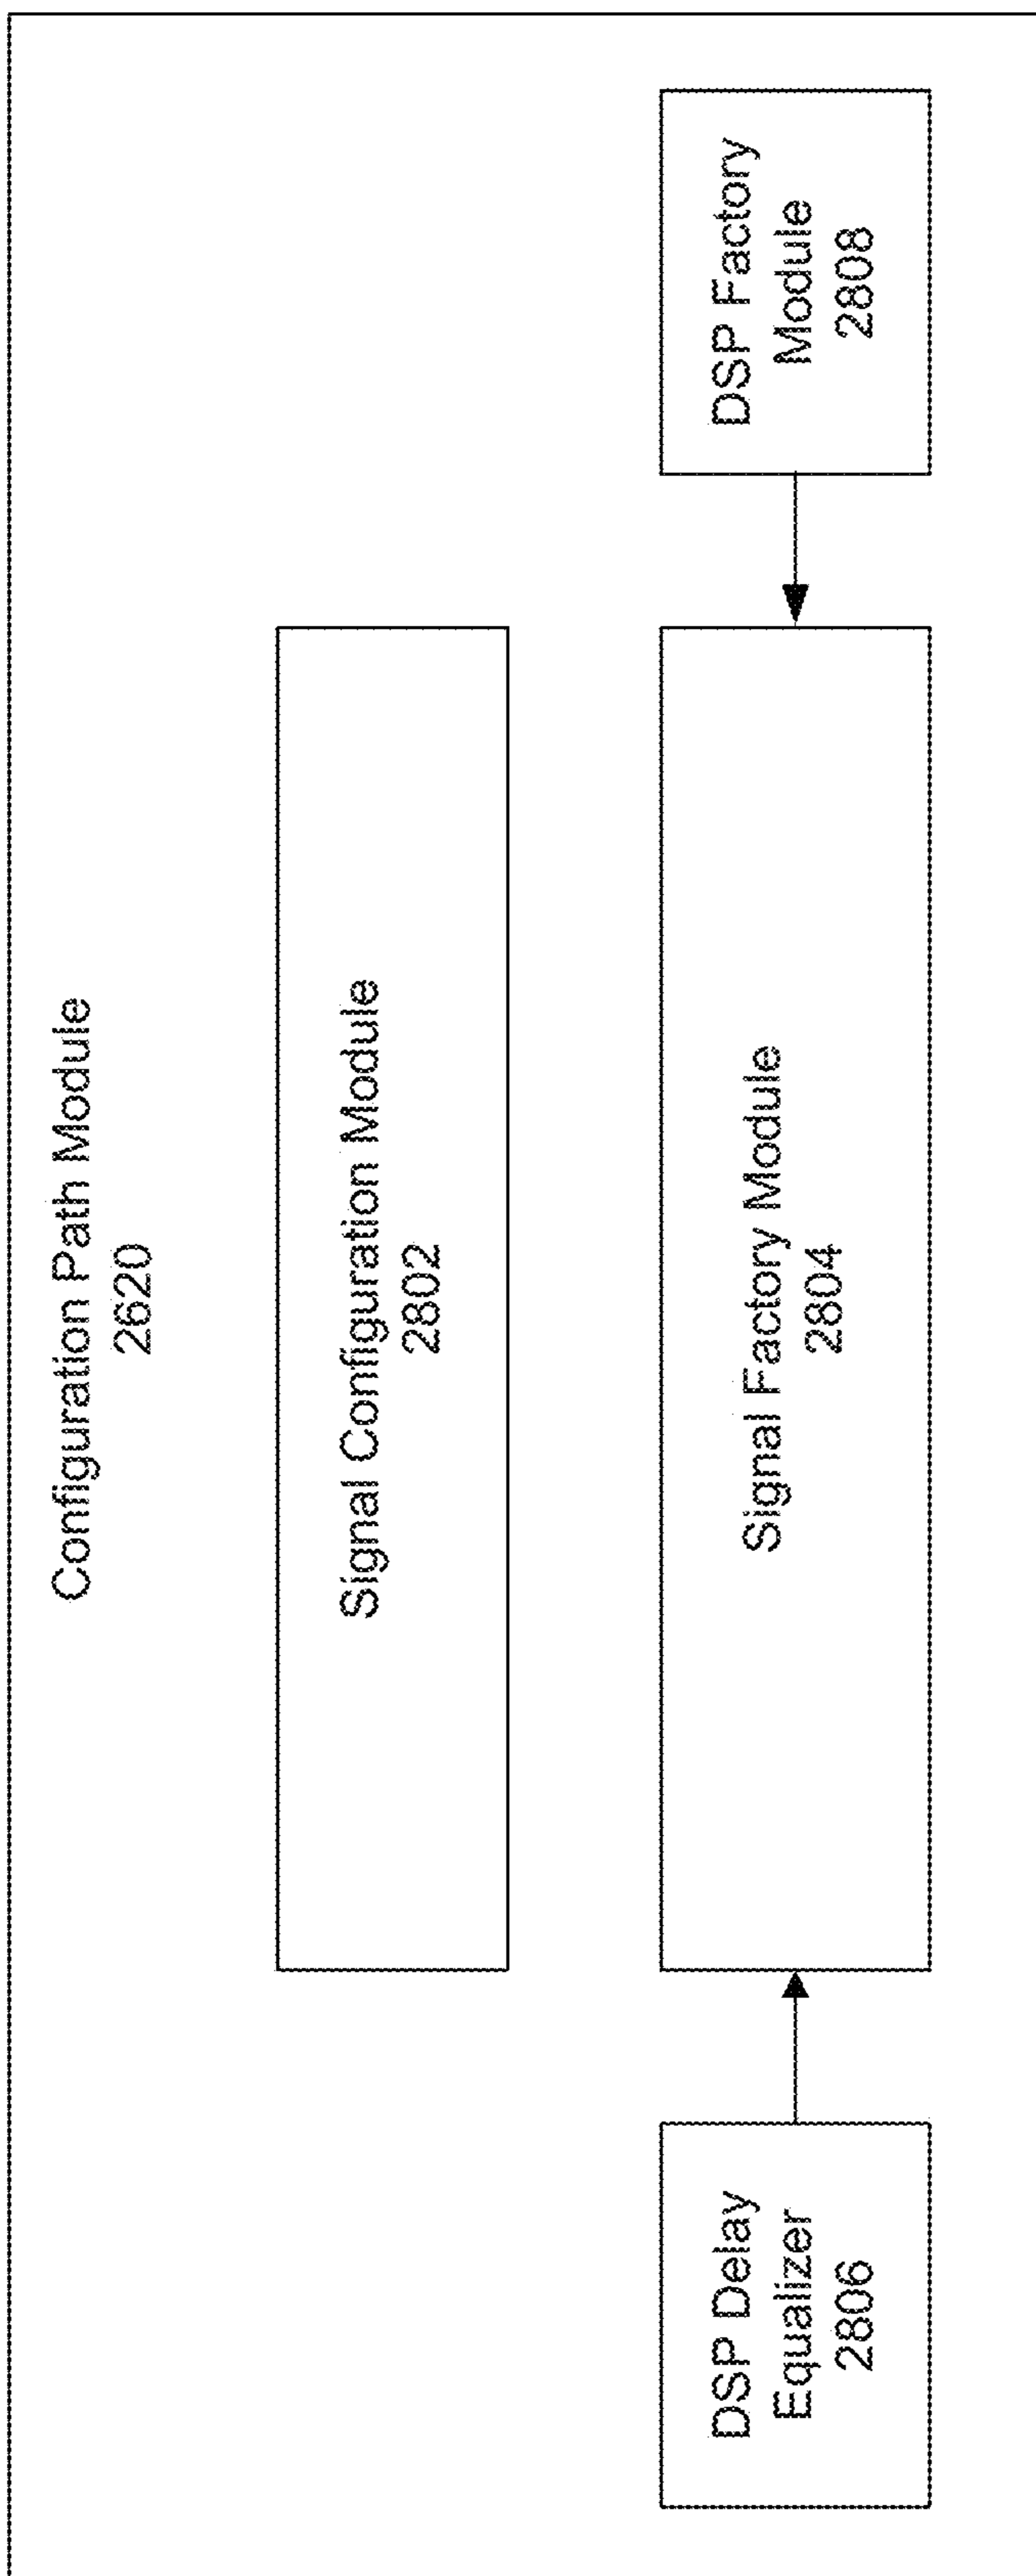 Configuration Path Module
2620
Signal Configuration Module
2802
DSP Delay
Equalizer
2806
Signal Factory Module
2804
DSP Factory
Module
2808